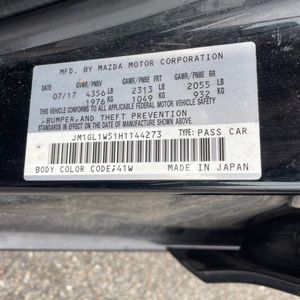 MFD. BY MAZDA MOTOR CORPORATION
DATE GVWR/PNBV GAWR/PNBE FR GAWR/PNBE RR
07/17 4356 LB 2313 LB 2055 LB
1976 KG 1049 KG 932 KG
THIS VEHICLE CONFORMS TO ALL APPLICABLE FEDERAL MOTOR VEHICLE SAFETY
,BUMPER,AND THEFT PREVENTION
STANDARDS IN EFFECT ON THE DATE OF MANUFACTURE SHOWN ABOVE.
JM1GL1W51H1144273 TYPE:PASS CAR
MADE IN JAPAN
BODY COLOR CODE;41W